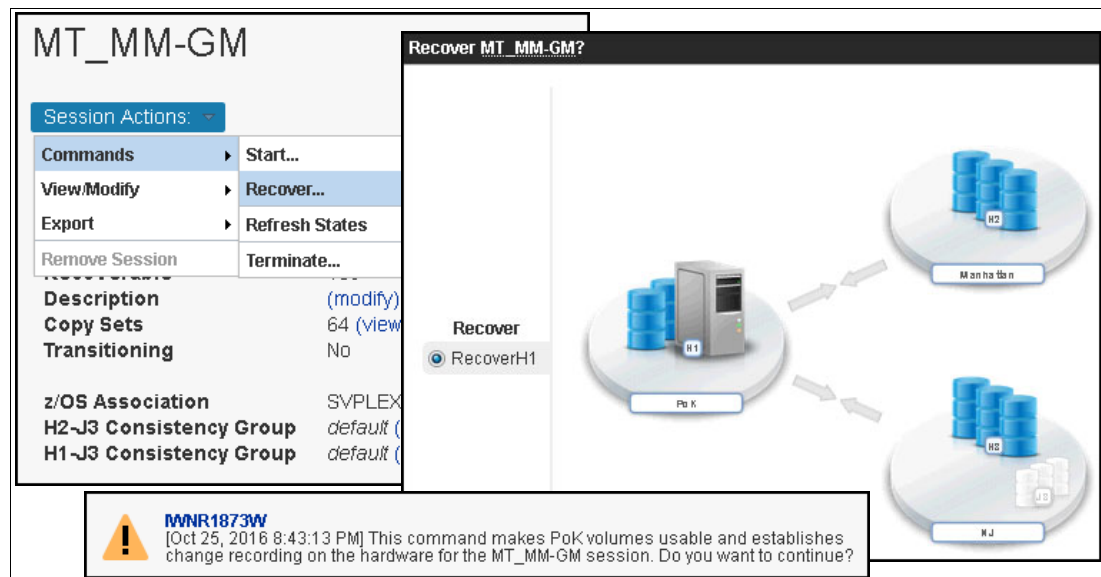 MT_MM-GM
Session Actions:
Commands
View/Modify
Export
Remove Session
Start...
Recover...
Refresh States
Terminate...
Description (modify)
Copy Sets 64 (view
Transitioning No
z/OS Association SVPLEX
H2-J3 Consistency Group default (
H1-J3 Consistency Group default (
Recover MT_MM-GM?
Recover
RecoverH1
H1
PoK
H2
Manhattan
H3
J3
NJ
IWNR1873W
[Oct 25, 2016 8:43:13 PM] This command makes PoK volumes usable and establishes
change recording on the hardware for the MT_MM-GM session. Do you want to continue?